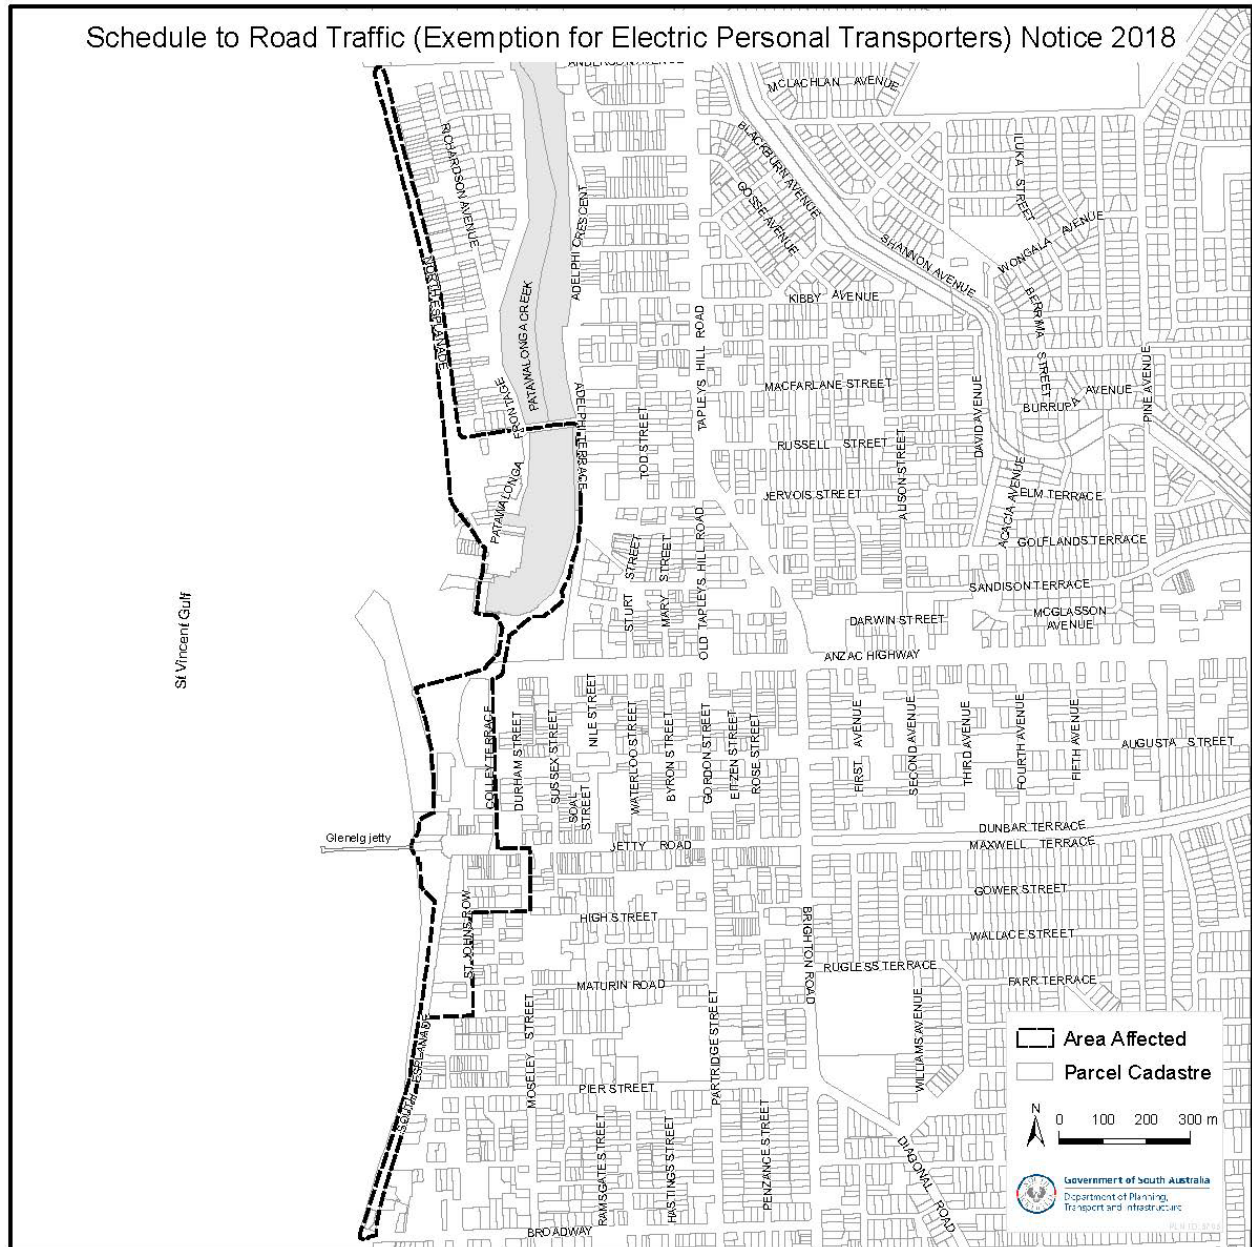 Schedule to Road Traffic (Exemption for Electric Personal Transporters) Notice 2018
ANDERSON AVENUE
MCLACHLAN AVENUE
RICHARDSON AVENUE
BLACKBURN AVENUE
ILUKA STREET
GOSSE AVENUE
ADELPHI CRESCENT
WONGALA AVENUE
SHANNON AVENUE
NORTH ESPLANADE
PATAWALONGA CREEK
KIBBY AVENUE
BERRIMA STREET
TAPLEYS HILL ROAD
MACFARLANE STREET
PINE AVENUE
BURRUPA AVENUE
PATAWALONGA FRONTAGE
ADELPHI TERRACE
TOD STREET
RUSSELL STREET
DAVID AVENUE
ALISON STREET
JERVOIS STREET
ACACIA AVENUE
ELM TERRACE
GOLFLANDS TERRACE
STURT STREET
MARY STREET
OLD TAPLEYS HILL ROAD
SANDISON TERRACE
St Vincent Gulf
DARWIN STREET
MCGLASSON
AVENUE
ANZAC HIGHWAY
COLLEY TERRACE
DURHAM STREET
SUSSEX STREET
NILE STREET
SOAL
STREET
WATERLOO STREET
BYRON STREET
GORDON STREET
EITZEN STREET
ROSE STREET
FIRST AVENUE
SECOND AVENUE
THIRD AVENUE
FOURTH AVENUE
FIFTH AVENUE
AUGUSTA STREET
Glenelg jetty
JETTY ROAD
DUNBAR TERRACE
MAXWELL TERRACE
GOWER STREET
ST JOHNS ROW
HIGH STREET
BRIGHTON ROAD
WALLACE STREET
RUGLESS TERRACE
MATURIN ROAD
FARR TERRACE
SOUTH ESPLANADE
MOSELEY STREET
PARTRIDGE STREET
WILLIAMS AVENUE
PIER STREET
RAMSGATE STREET
HASTINGS STREET
PENZANCE STREET
DIAGONAL ROAD
BROADWAY
Area Affected
Parcel Cadastre
N
0 100 200 300 m
Government of South Australia
Department of Planning,
Transport and Infrastructure